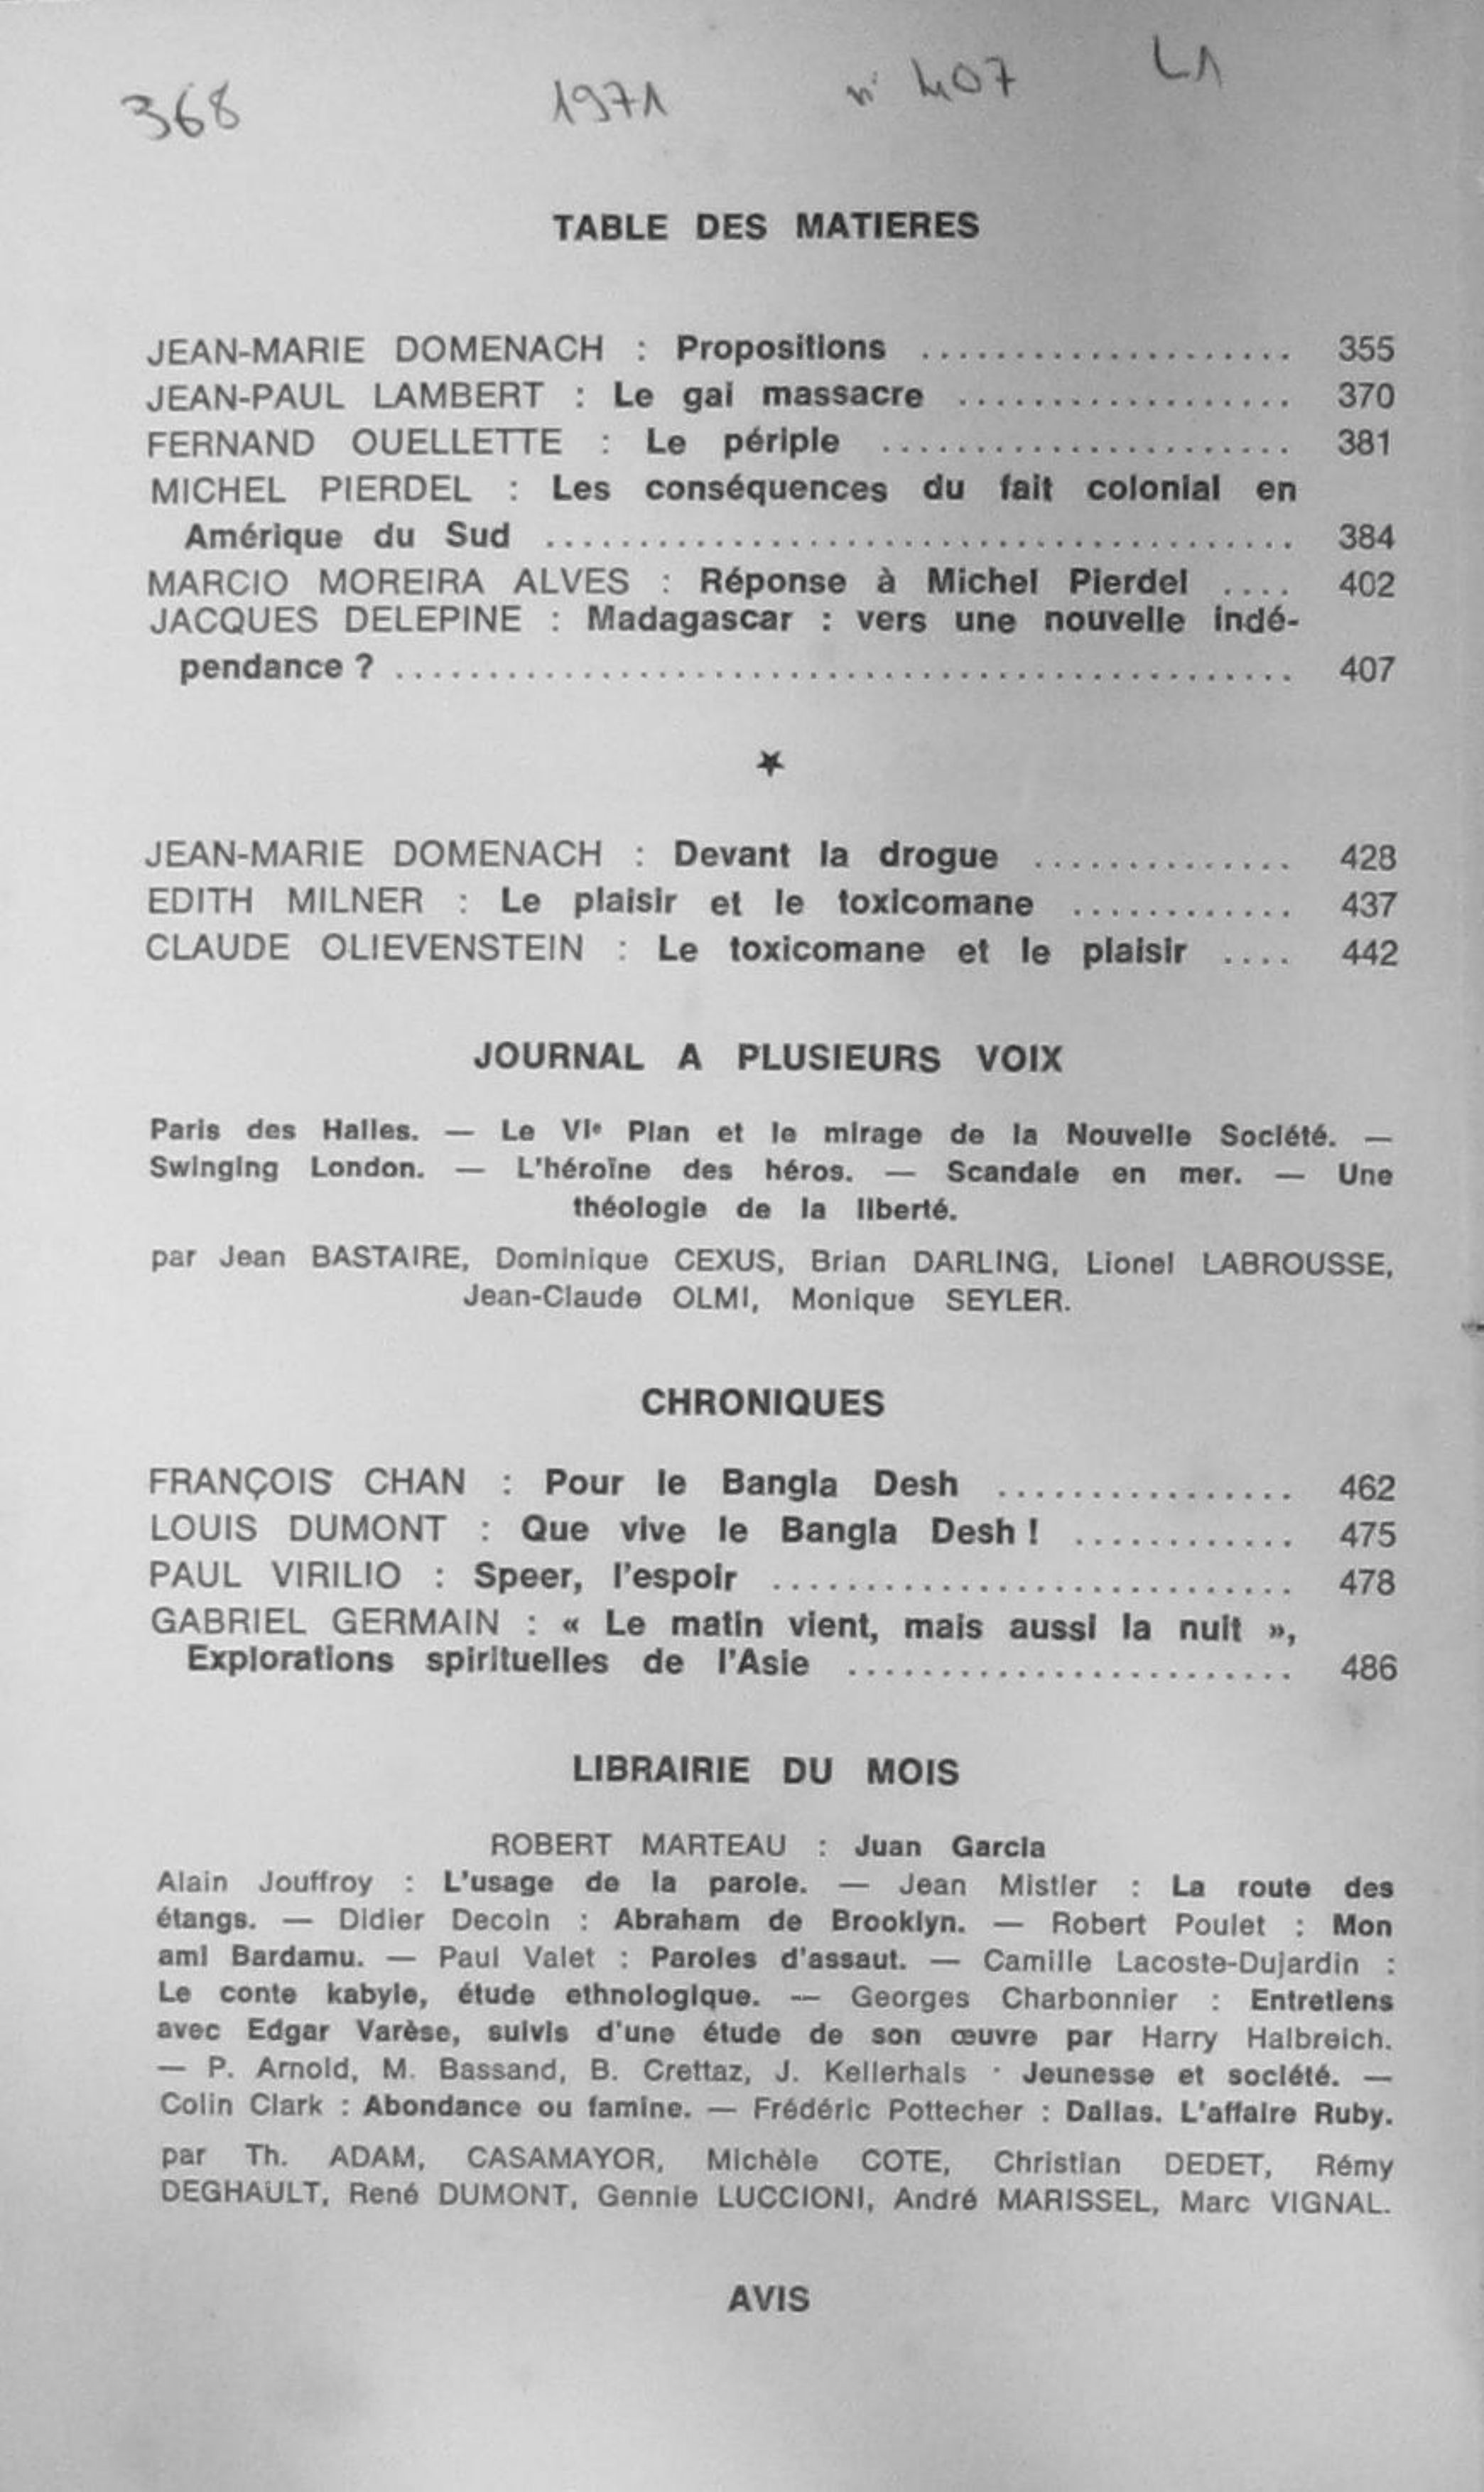 368 1971 n° 407 L1
TABLE DES MATIERES
JEAN-MARIE DOMENACH : Propositions .................... 355
JEAN-PAUL LAMBERT : Le gai massacre .................. 370
FERNAND OUELLETTE : Le périple ...................... 381
MICHEL PIERDEL : Les conséquences du fait colonial en
Amérique du Sud ........................................ 384
MARCIO MOREIRA ALVES : Réponse à Michel Pierdel .... 402
JACQUES DELEPINE : Madagascar : vers une nouvelle indé-
pendance ? ................................................ 407
★
JEAN-MARIE DOMENACH : Devant la drogue .............. 428
EDITH MILNER : Le plaisir et le toxicomane ............ 437
CLAUDE OLIEVENSTEIN : Le toxicomane et le plaisir .... 442
JOURNAL A PLUSIEURS VOIX
Paris des Halles. — Le VIe Plan et le mirage de la Nouvelle Société. —
Swinging London. — L'héroïne des héros. — Scandale en mer. — Une
théologie de la liberté.
par Jean BASTAIRE, Dominique CEXUS, Brian DARLING, Lionel LABROUSSE,
Jean-Claude OLMI, Monique SEYLER.
CHRONIQUES
FRANÇOIS CHAN : Pour le Bangla Desh ................ 462
LOUIS DUMONT : Que vive le Bangla Desh ! ............ 475
PAUL VIRILIO : Speer, l'espoir ............................ 478
GABRIEL GERMAIN : « Le matin vient, mais aussi la nuit »,
Explorations spirituelles de l'Asie ........................ 486
LIBRAIRIE DU MOIS
ROBERT MARTEAU : Juan Garcia
Alain Jouffroy : L'usage de la parole. — Jean Mistler : La route des
étangs. — Didier Decoin : Abraham de Brooklyn. — Robert Poulet : Mon
ami Bardamu. — Paul Valet : Paroles d'assaut. — Camille Lacoste-Dujardin :
Le conte kabyle, étude ethnologique. — Georges Charbonnier : Entretiens
avec Edgar Varèse, suivis d'une étude de son œuvre par Harry Halbreich.
— P. Arnold, M. Bassand, B. Crettaz, J. Kellerhals : Jeunesse et société. —
Colin Clark : Abondance ou famine. — Frédéric Pottecher : Dallas. L'affaire Ruby.
par Th. ADAM, CASAMAYOR, Michèle COTE, Christian DEDET, Rémy
DEGHAULT, René DUMONT, Gennie LUCCIONI, André MARISSEL, Marc VIGNAL.
AVIS